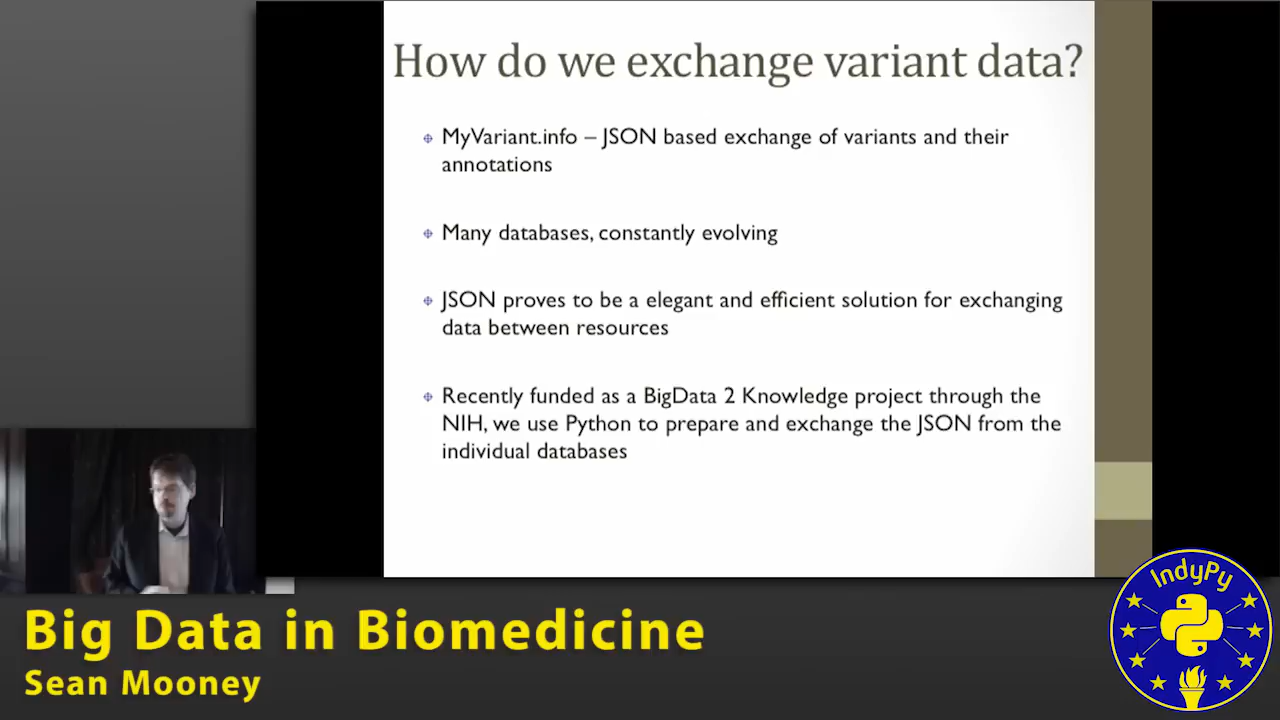 How do we exchange variant data?
MyVariant.info – JSON based exchange of variants and their
annotations
Many databases, constantly evolving
JSON proves to be a elegant and efficient solution for exchanging
data between resources
Recently funded as a BigData 2 Knowledge project through the
NIH, we use Python to prepare and exchange the JSON from the
individual databases
Big Data in Biomedicine
Sean Mooney
IndyPy